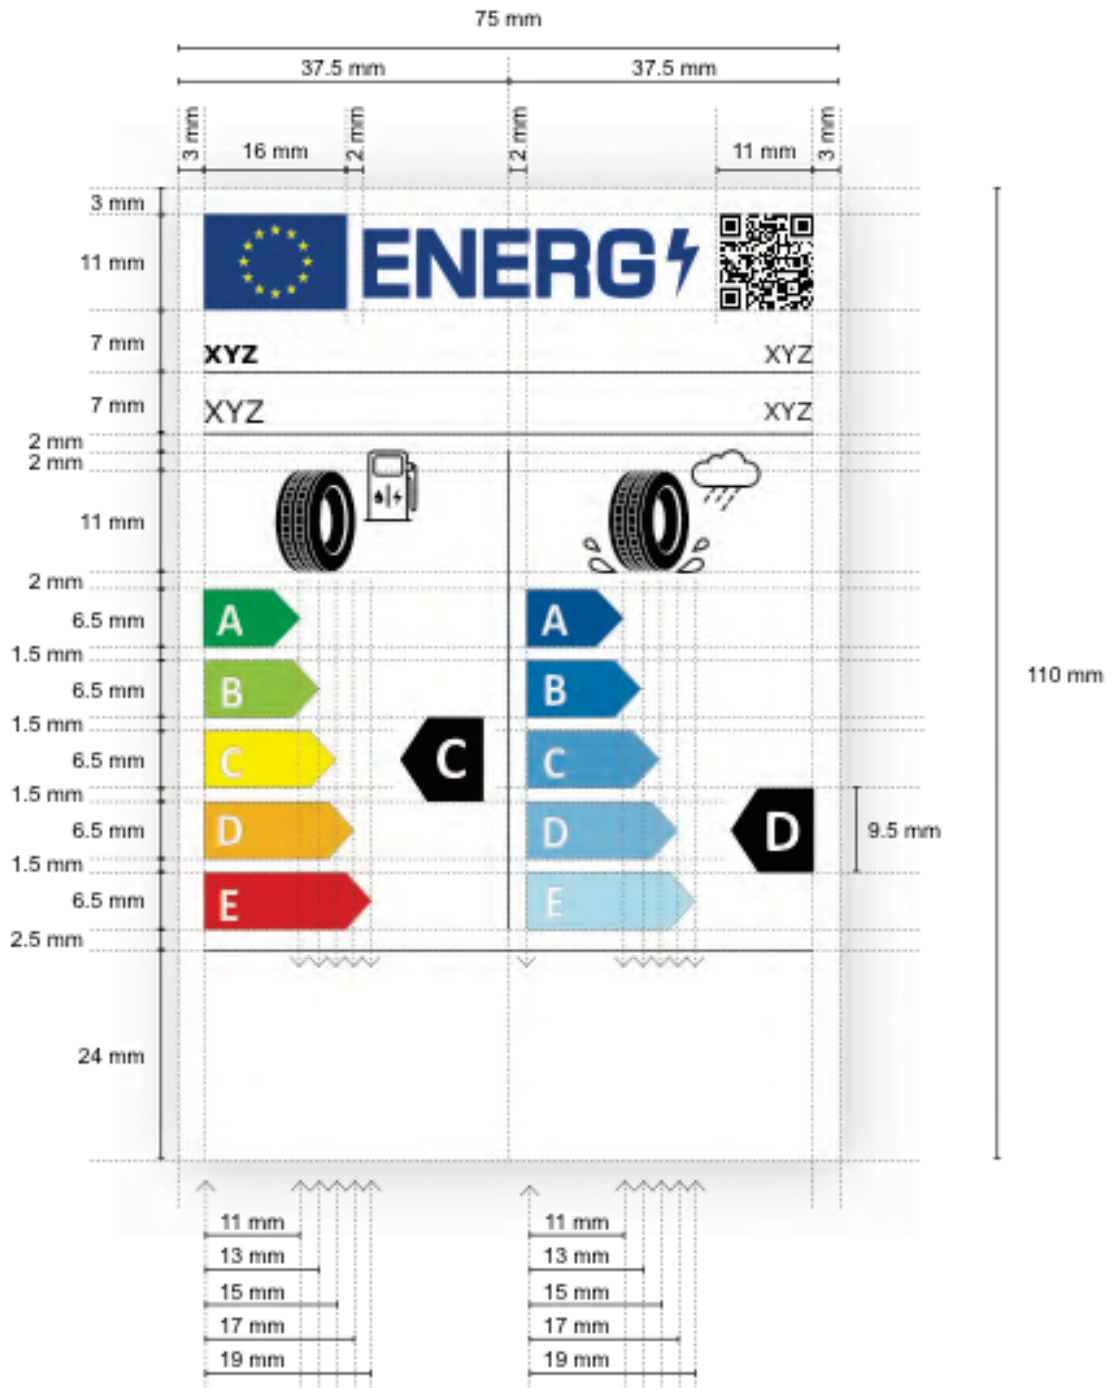 75 mm
37.5 mm 37.5 mm
3 mm 16 mm 2 mm 2 mm 11 mm 3 mm
3 mm
11 mm ENERG
7 mm XYZ XYZ
7 mm XYZ XYZ
2 mm
2 mm
11 mm
2 mm
6.5 mm A A
1.5 mm
6.5 mm B B 110 mm
1.5 mm
6.5 mm C C C
1.5 mm
6.5 mm D D D 9.5 mm
1.5 mm
6.5 mm E E
2.5 mm
24 mm
11 mm 11 mm
13 mm 13 mm
15 mm 15 mm
17 mm 17 mm
19 mm 19 mm